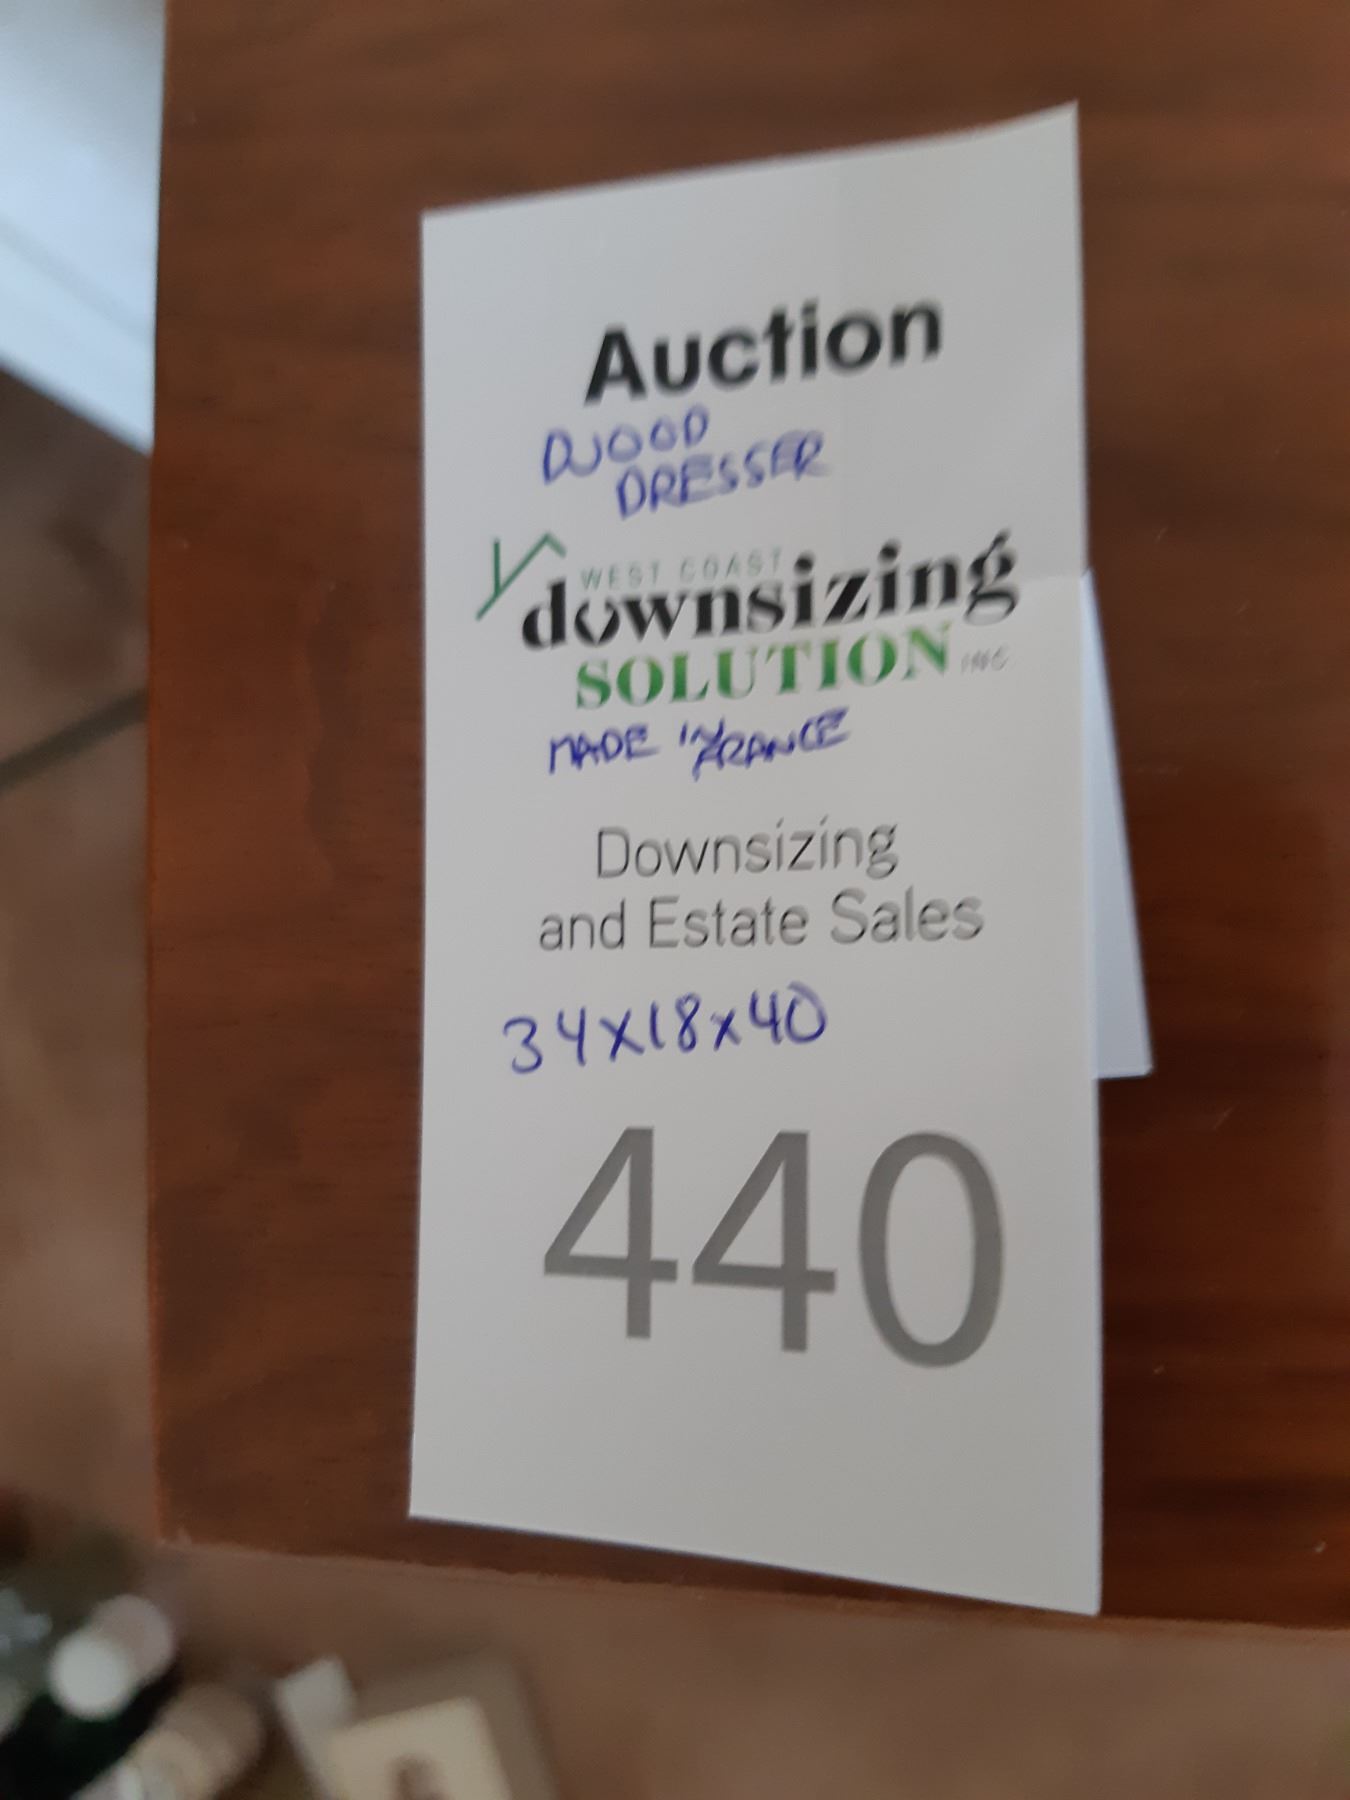 Auction
WOOD
DRESSER
WEST COAST
downsizing
SOLUTION INC
MADE IN FRANCE
Downsizing
and Estate Sales
34x18x40
440